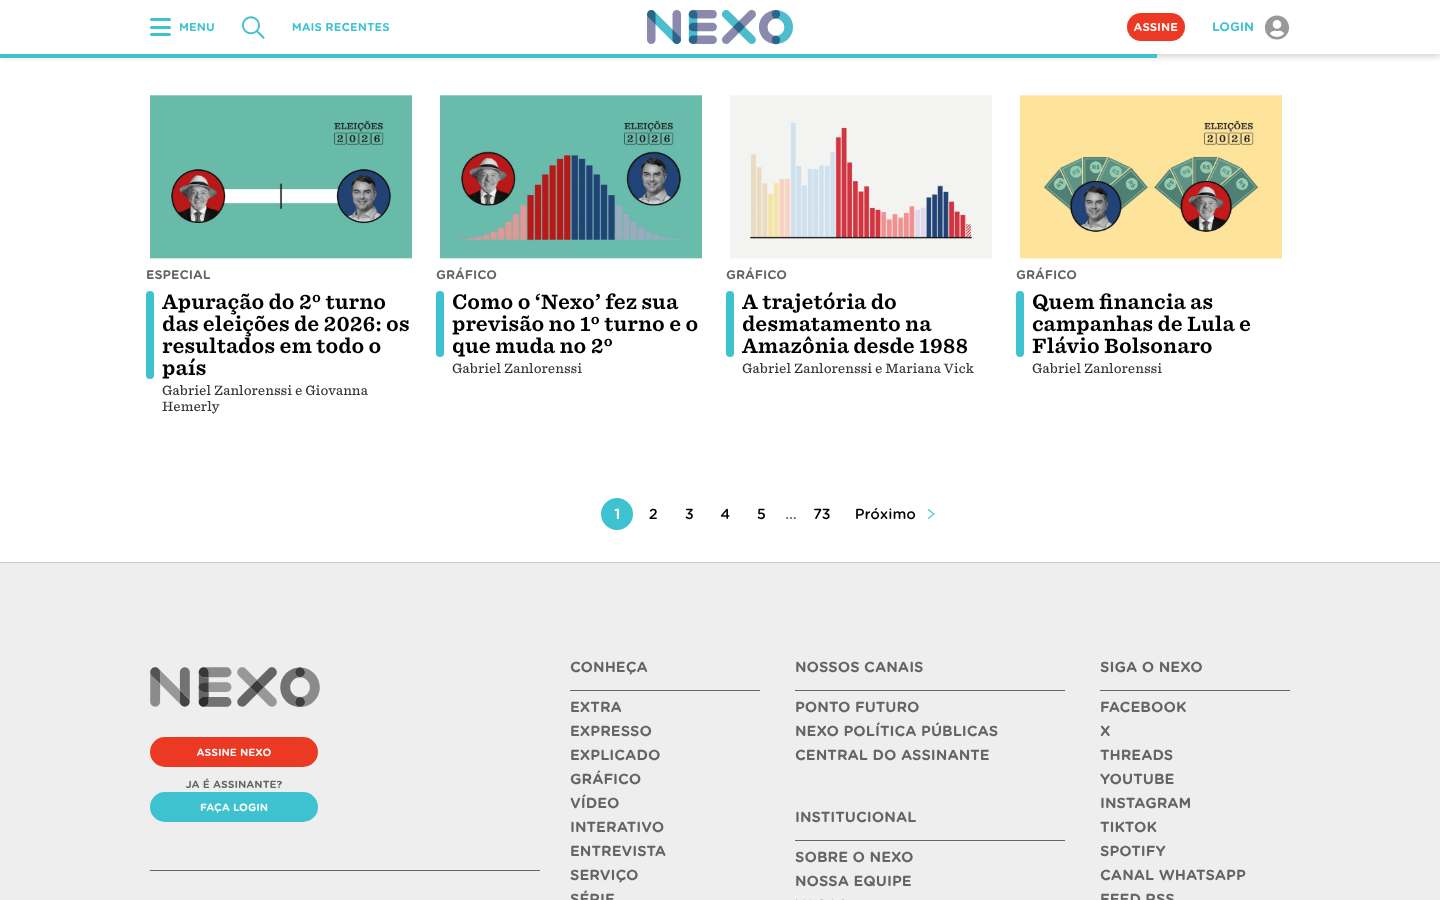 MENU
MAIS RECENTES
NEXO
ASSINE
LOGIN
ELEIÇÕES
2026
ESPECIAL
Apuração do 2º turno
das eleições de 2026: os
resultados em todo o
país
Gabriel Zanlorenssi e Giovanna
Hemerly
ELEIÇÕES
2026
GRÁFICO
Como o ‘Nexo’ fez sua
previsão no 1º turno e o
que muda no 2º
Gabriel Zanlorenssi
GRÁFICO
A trajetória do
desmatamento na
Amazônia desde 1988
Gabriel Zanlorenssi e Mariana Vick
ELEIÇÕES
2026
GRÁFICO
Quem financia as
campanhas de Lula e
Flávio Bolsonaro
Gabriel Zanlorenssi
1 2 3 4 5 ... 73 Próximo
NEXO
ASSINE NEXO
JA É ASSINANTE?
FAÇA LOGIN
CONHEÇA
EXTRA
EXPRESSO
EXPLICADO
GRÁFICO
VÍDEO
INTERATIVO
ENTREVISTA
SERVIÇO
SÉRIE
NOSSOS CANAIS
PONTO FUTURO
NEXO POLÍTICA PÚBLICAS
CENTRAL DO ASSINANTE
INSTITUCIONAL
SOBRE O NEXO
NOSSA EQUIPE
SIGA O NEXO
FACEBOOK
X
THREADS
YOUTUBE
INSTAGRAM
TIKTOK
SPOTIFY
CANAL WHATSAPP
FEED RSS